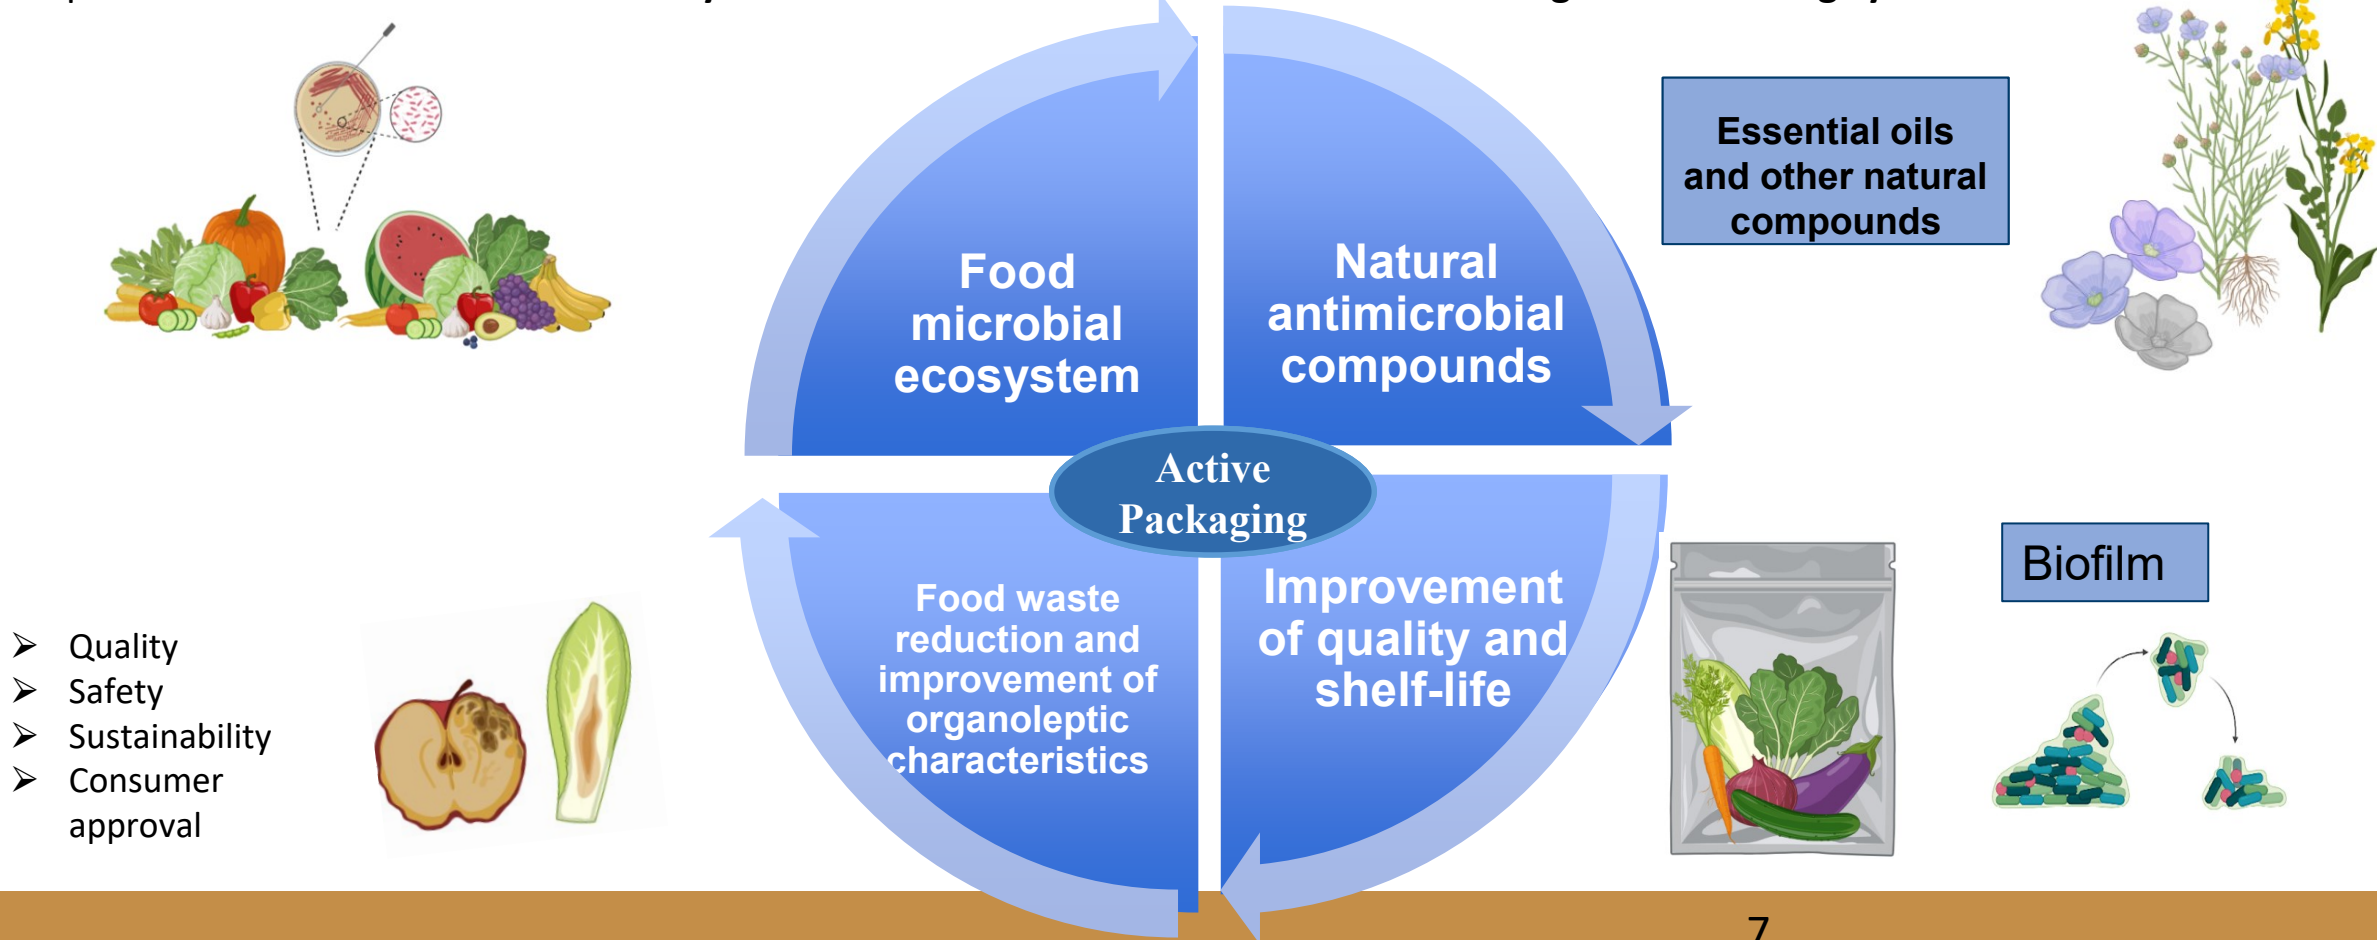 Food
microbial
ecosystem
Natural
antimicrobial
compounds
Essential oils
and other natural
compounds
Active
Packaging
Food waste
reduction and
improvement of
organoleptic
characteristics
Improvement
of quality and
shelf-life
Biofilm
➢ Quality
➢ Safety
➢ Sustainability
➢ Consumer
approval
7